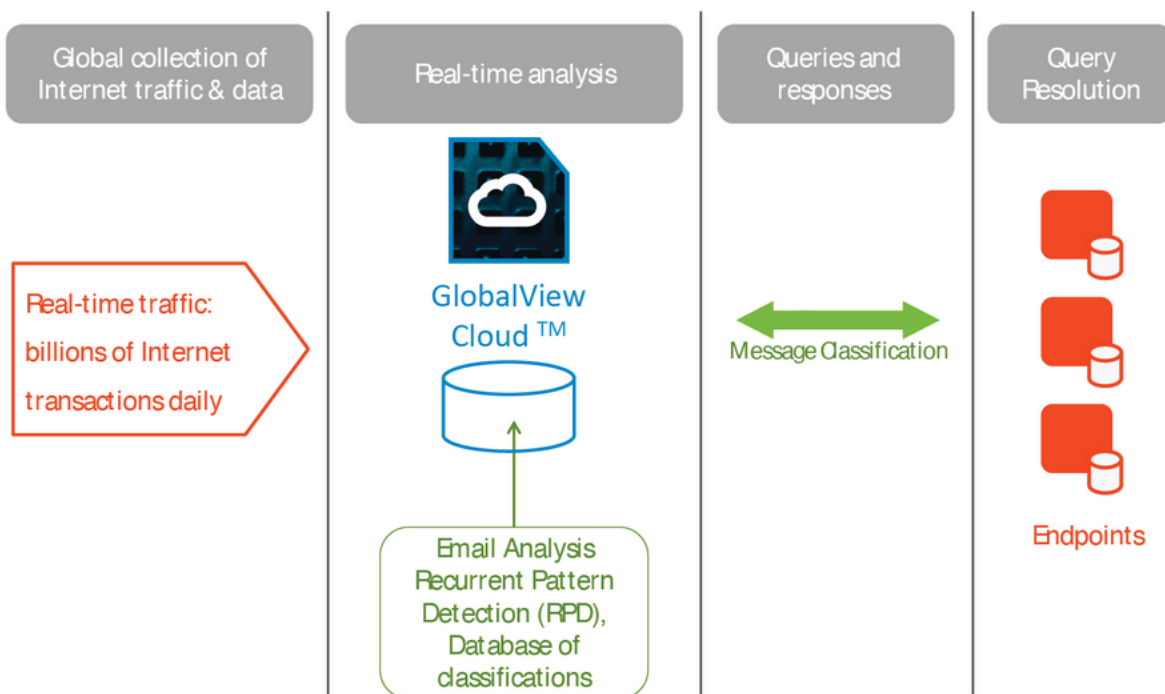 Global collection of
Internet traffic & data
Real-time analysis
Queries and
responses
Query
Resolution
Real-time traffic:
billions of Internet
transactions daily
GlobalView
Cloud TM
Email Analysis
Recurrent Pattern
Detection (RPD),
Database of
classifications
Message Classification
Endpoints